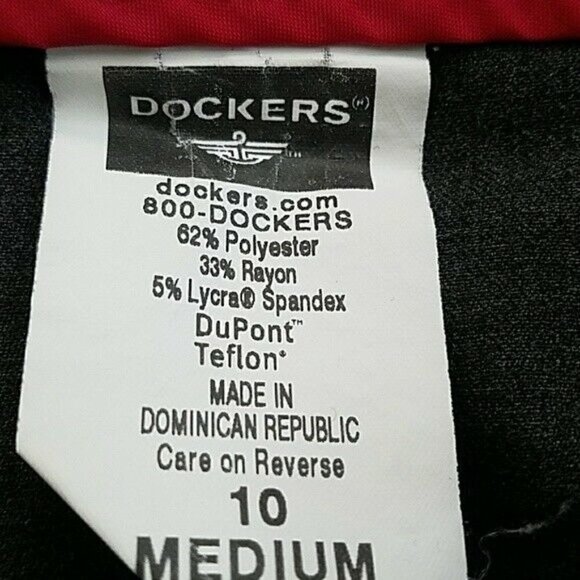 DOCKERS
dockers.com
800-DOCKERS
62% Polyester
33% Rayon
5% Lycra® Spandex
DuPont™
Teflon®
MADE IN
DOMINICAN REPUBLIC
Care on Reverse
10
MEDIUM